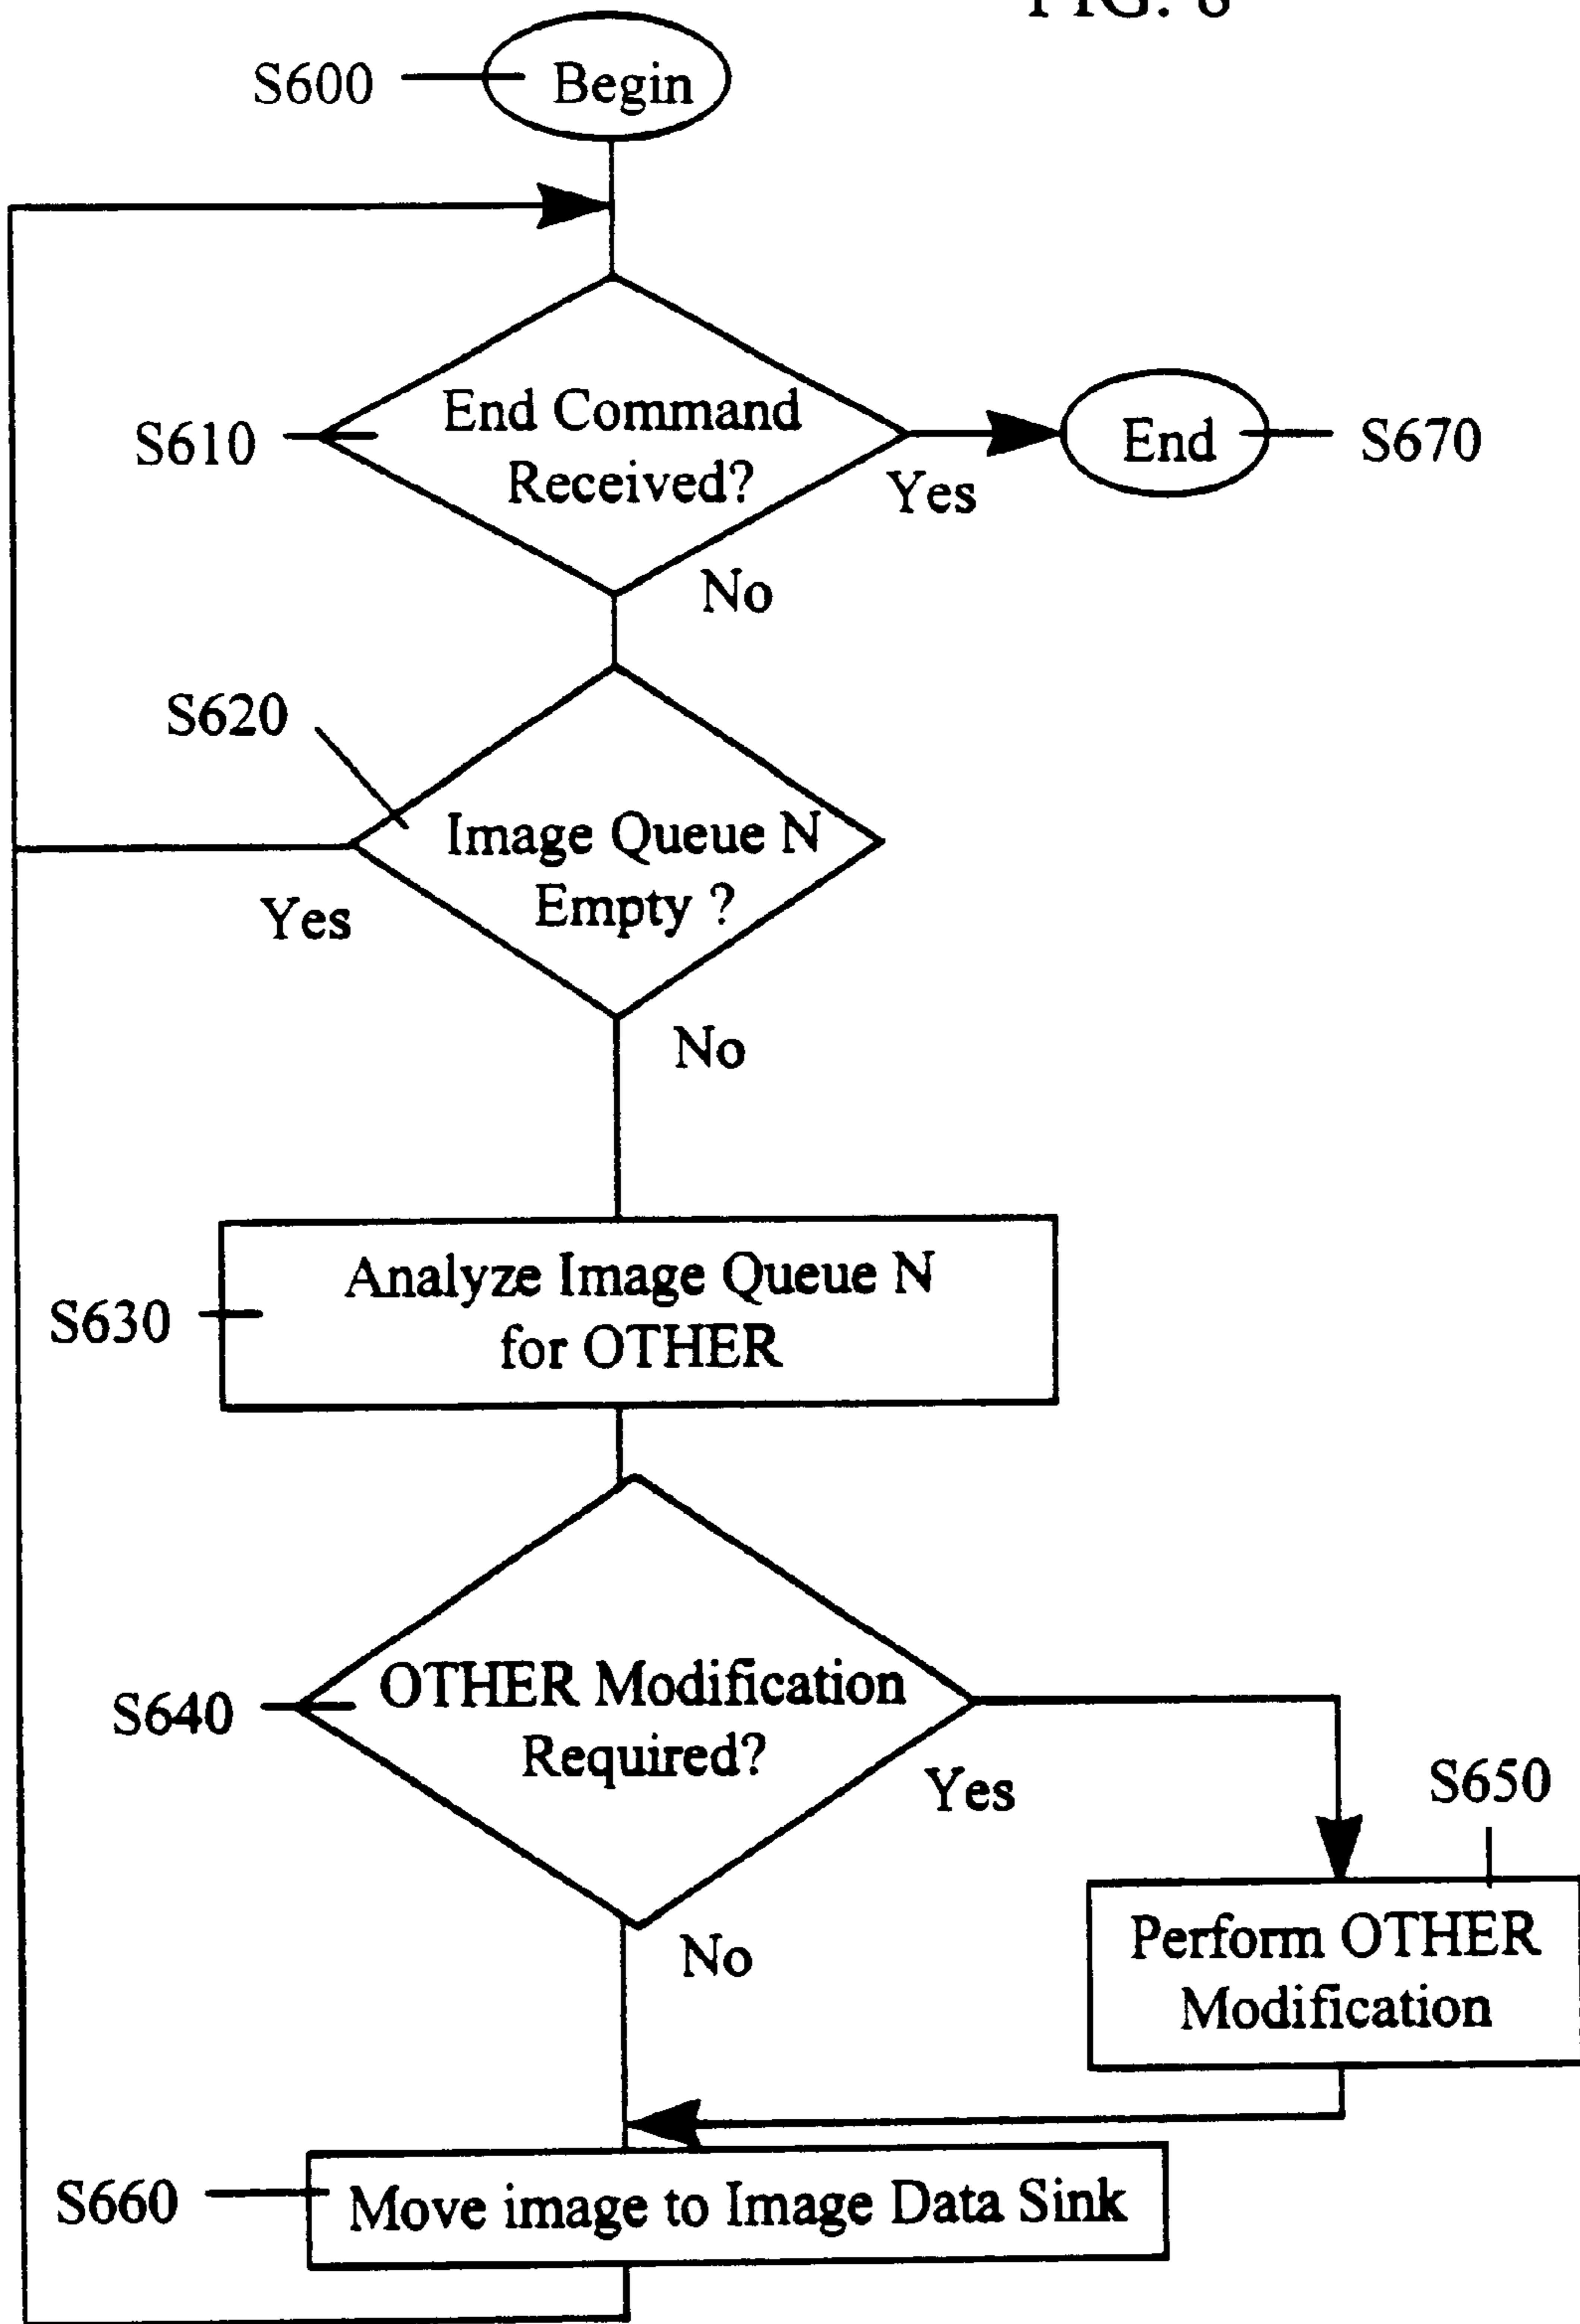 FIG. 8
S600
Begin
End Command
Received?
S610
Yes
End
S670
No
S620
Image Queue N
Empty ?
Yes
No
Analyze Image Queue N
for OTHER
S630
OTHER Modification
Required?
S640
Yes
S650
No
Perform OTHER
Modification
S660
Move image to Image Data Sink